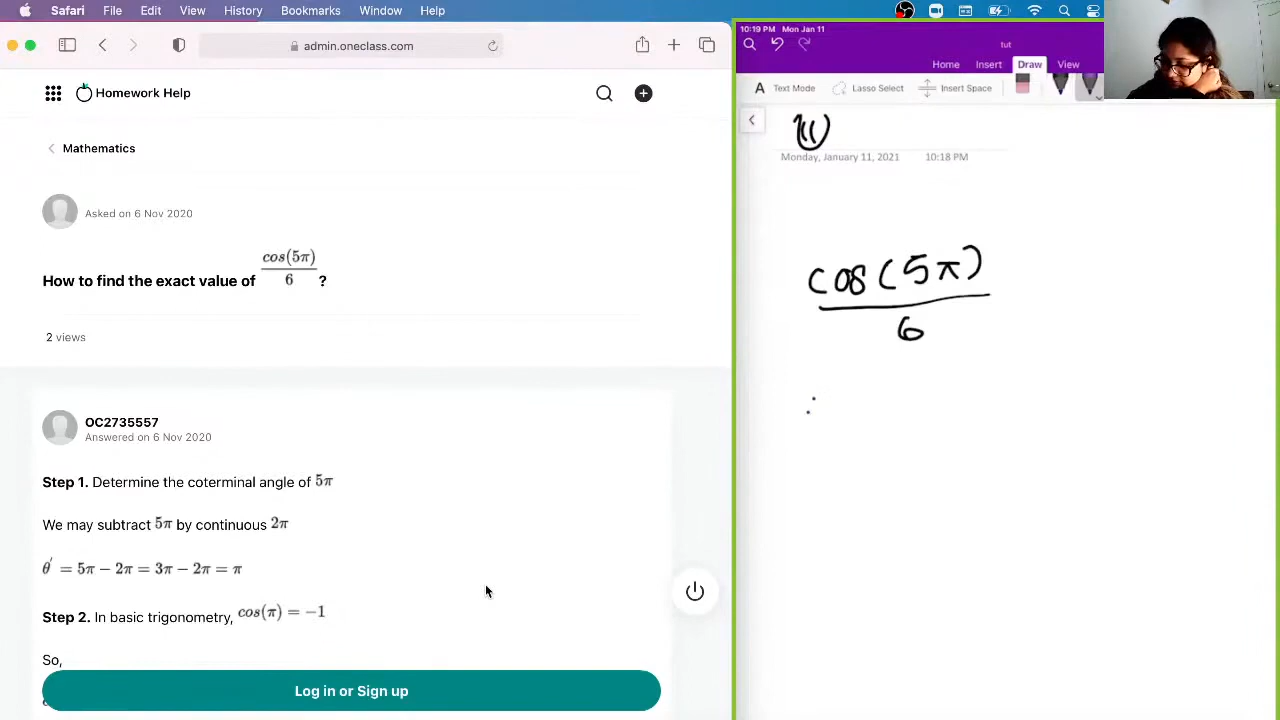 Safari File Edit View History Bookmarks Window Help
admin.oneclass.com
Homework Help
Mathematics
Asked on 6 Nov 2020
How to find the exact value of cos(5π)/6 ?
2 views
OC2735557
Answered on 6 Nov 2020
Step 1. Determine the coterminal angle of 5π
We may subtract 5π by continuous 2π
θ′ = 5π − 2π = 3π − 2π = π
Step 2. In basic trigonometry, cos(π) = −1
So,
Log in or Sign up
10:19 PM Mon Jan 11
tut
Home Insert Draw View
A Text Mode Lasso Select Insert Space
Monday, January 11, 2021 10:18 PM
cos(5π)
6